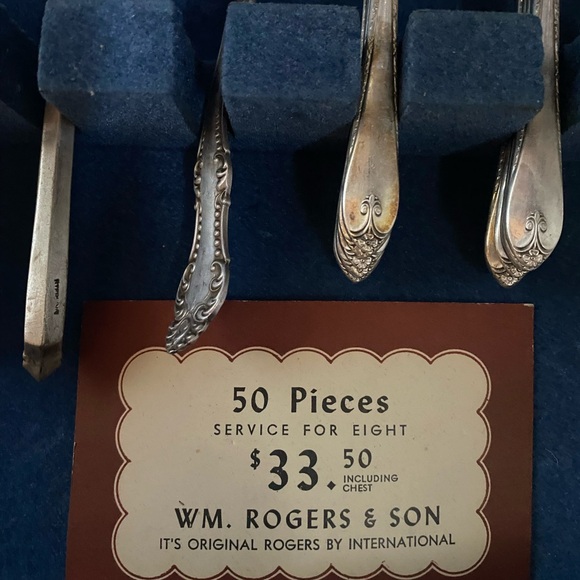 50 Pieces
SERVICE FOR EIGHT
$33.50 INCLUDING
CHEST
WM. ROGERS & SON
IT'S ORIGINAL ROGERS BY INTERNATIONAL